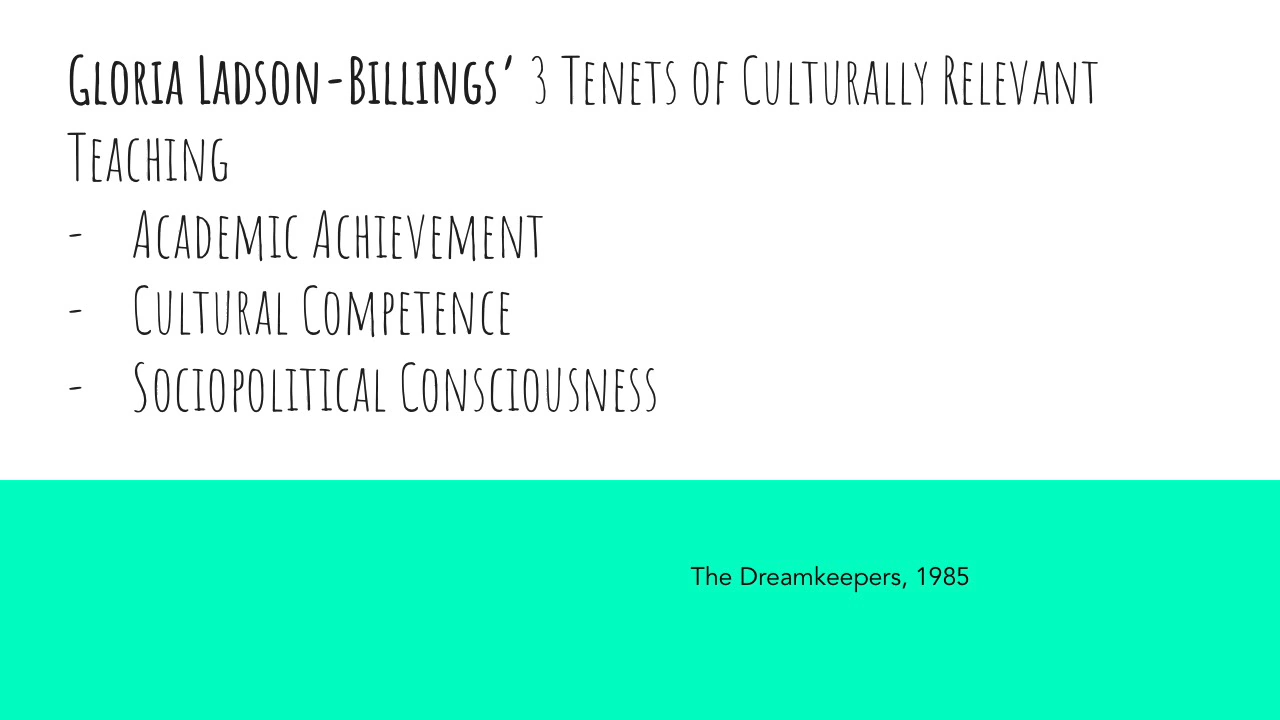 Gloria Ladson-Billings’ 3 Tenets of Culturally Relevant
Teaching
- Academic Achievement
- Cultural Competence
- Sociopolitical Consciousness
The Dreamkeepers, 1985